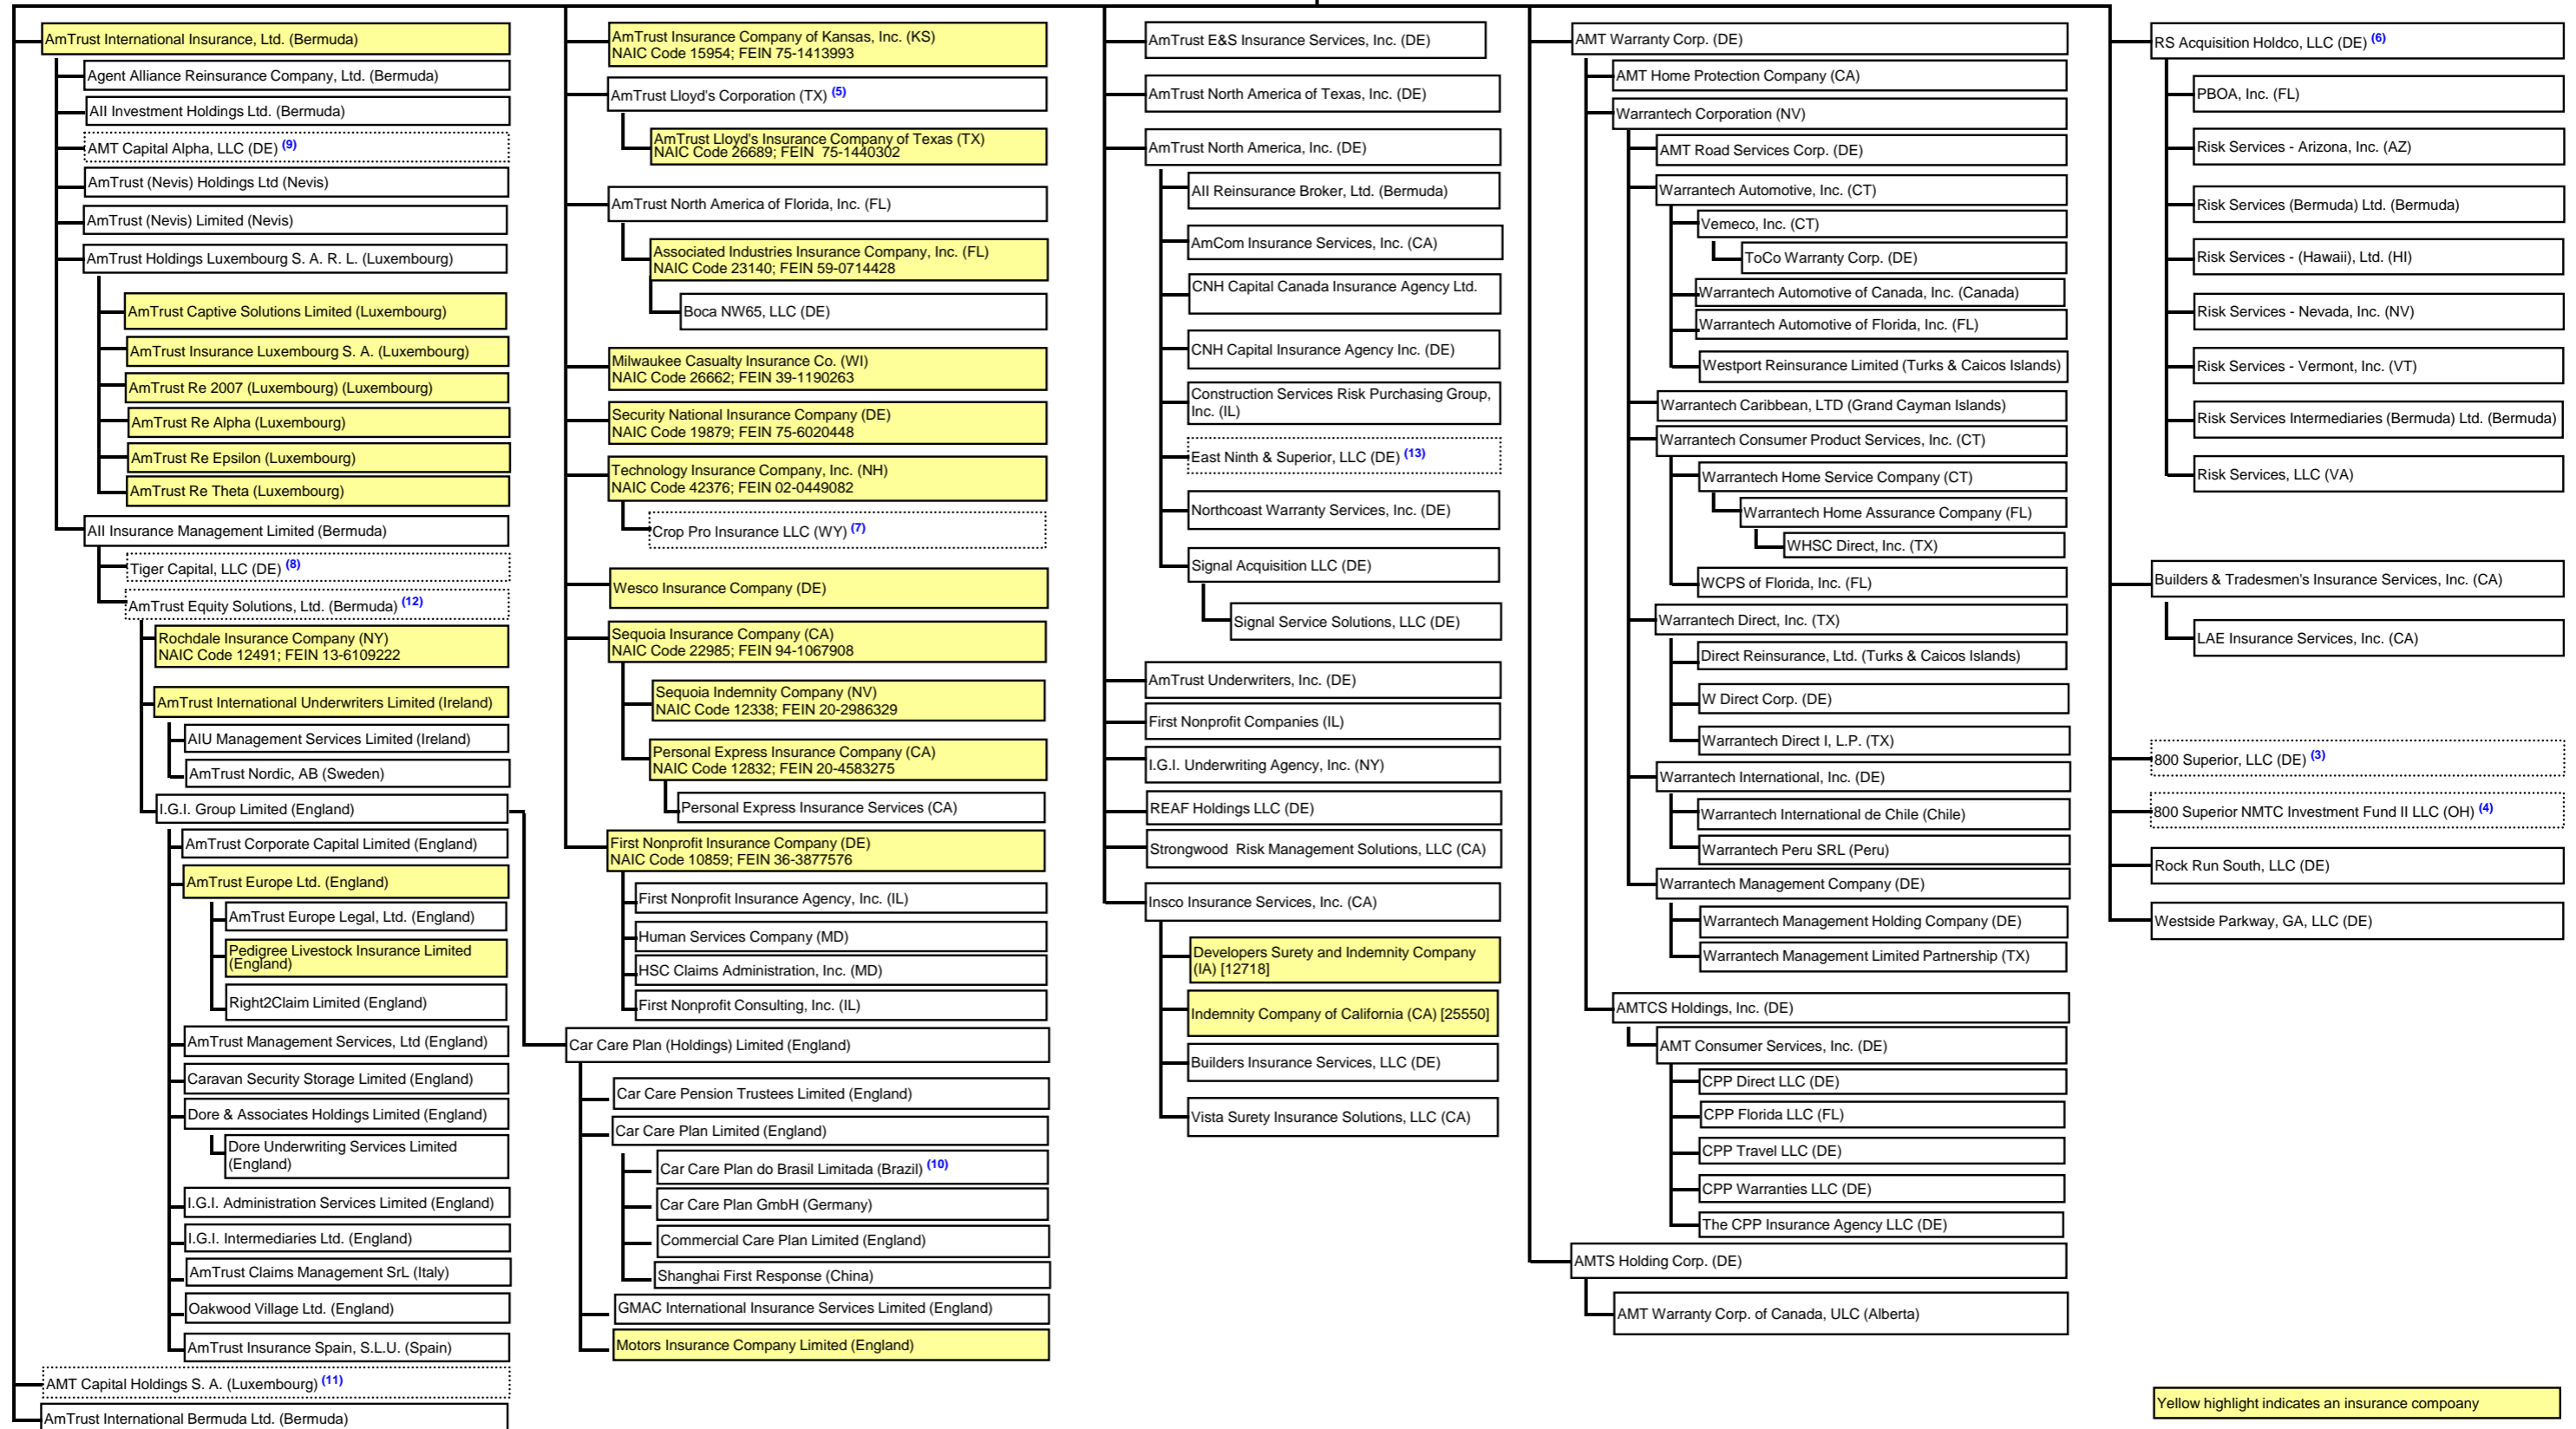 AmTrust International Insurance, Ltd. (Bermuda)
Agent Alliance Reinsurance Company, Ltd. (Bermuda)
AII Investment Holdings Ltd. (Bermuda)
AMT Capital Alpha, LLC (DE) (9)
AmTrust (Nevis) Holdings Ltd (Nevis)
AmTrust (Nevis) Limited (Nevis)
AmTrust Holdings Luxembourg S. A. R. L. (Luxembourg)
AmTrust Captive Solutions Limited (Luxembourg)
AmTrust Insurance Luxembourg S. A. (Luxembourg)
AmTrust Re 2007 (Luxembourg) (Luxembourg)
AmTrust Re Alpha (Luxembourg)
AmTrust Re Epsilon (Luxembourg)
AmTrust Re Theta (Luxembourg)
AII Insurance Management Limited (Bermuda)
Tiger Capital, LLC (DE) (8)
AmTrust Equity Solutions, Ltd. (Bermuda) (12)
Rochdale Insurance Company (NY)
NAIC Code 12491; FEIN 13-6109222
AmTrust International Underwriters Limited (Ireland)
AIU Management Services Limited (Ireland)
AmTrust Nordic, AB (Sweden)
I.G.I. Group Limited (England)
AmTrust Corporate Capital Limited (England)
AmTrust Europe Ltd. (England)
AmTrust Europe Legal, Ltd. (England)
Pedigree Livestock Insurance Limited
(England)
Right2Claim Limited (England)
AmTrust Management Services, Ltd (England)
Caravan Security Storage Limited (England)
Dore & Associates Holdings Limited (England)
Dore Underwriting Services Limited
(England)
I.G.I. Administration Services Limited (England)
I.G.I. Intermediaries Ltd. (England)
AmTrust Claims Management SrL (Italy)
Oakwood Village Ltd. (England)
AmTrust Insurance Spain, S.L.U. (Spain)
AMT Capital Holdings S. A. (Luxembourg) (11)
AmTrust International Bermuda Ltd. (Bermuda)
AmTrust Insurance Company of Kansas, Inc. (KS)
NAIC Code 15954; FEIN 75-1413993
AmTrust Lloyd's Corporation (TX) (5)
AmTrust Lloyd's Insurance Company of Texas (TX)
NAIC Code 26689; FEIN 75-1440302
AmTrust North America of Florida, Inc. (FL)
Associated Industries Insurance Company, Inc. (FL)
NAIC Code 23140; FEIN 59-0714428
Boca NW65, LLC (DE)
Milwaukee Casualty Insurance Co. (WI)
NAIC Code 26662; FEIN 39-1190263
Security National Insurance Company (DE)
NAIC Code 19879; FEIN 75-6020448
Technology Insurance Company, Inc. (NH)
NAIC Code 42376; FEIN 02-0449082
Crop Pro Insurance LLC (WY) (7)
Wesco Insurance Company (DE)
Sequoia Insurance Company (CA)
NAIC Code 22985; FEIN 94-1067908
Sequoia Indemnity Company (NV)
NAIC Code 12338; FEIN 20-2986329
Personal Express Insurance Company (CA)
NAIC Code 12832; FEIN 20-4583275
Personal Express Insurance Services (CA)
First Nonprofit Insurance Company (DE)
NAIC Code 10859; FEIN 36-3877576
First Nonprofit Insurance Agency, Inc. (IL)
Human Services Company (MD)
HSC Claims Administration, Inc. (MD)
First Nonprofit Consulting, Inc. (IL)
Car Care Plan (Holdings) Limited (England)
Car Care Pension Trustees Limited (England)
Car Care Plan Limited (England)
Car Care Plan do Brasil Limitada (Brazil) (10)
Car Care Plan GmbH (Germany)
Commercial Care Plan Limited (England)
Shanghai First Response (China)
GMAC International Insurance Services Limited (England)
Motors Insurance Company Limited (England)
AmTrust E&S Insurance Services, Inc. (DE)
AmTrust North America of Texas, Inc. (DE)
AmTrust North America, Inc. (DE)
AII Reinsurance Broker, Ltd. (Bermuda)
AmCom Insurance Services, Inc. (CA)
CNH Capital Canada Insurance Agency Ltd.
CNH Capital Insurance Agency Inc. (DE)
Construction Services Risk Purchasing Group,
Inc. (IL)
East Ninth & Superior, LLC (DE) (13)
Northcoast Warranty Services, Inc. (DE)
Signal Acquisition LLC (DE)
Signal Service Solutions, LLC (DE)
AmTrust Underwriters, Inc. (DE)
First Nonprofit Companies (IL)
I.G.I. Underwriting Agency, Inc. (NY)
REAF Holdings LLC (DE)
Strongwood Risk Management Solutions, LLC (CA)
Insco Insurance Services, Inc. (CA)
Developers Surety and Indemnity Company
(IA) [12718]
Indemnity Company of California (CA) [25550]
Builders Insurance Services, LLC (DE)
Vista Surety Insurance Solutions, LLC (CA)
AMT Warranty Corp. (DE)
AMT Home Protection Company (CA)
Warrantech Corporation (NV)
AMT Road Services Corp. (DE)
Warrantech Automotive, Inc. (CT)
Vemeco, Inc. (CT)
ToCo Warranty Corp. (DE)
Warrantech Automotive of Canada, Inc. (Canada)
Warrantech Automotive of Florida, Inc. (FL)
Westport Reinsurance Limited (Turks & Caicos Islands)
Warrantech Caribbean, LTD (Grand Cayman Islands)
Warrantech Consumer Product Services, Inc. (CT)
Warrantech Home Service Company (CT)
Warrantech Home Assurance Company (FL)
WHSC Direct, Inc. (TX)
WCPS of Florida, Inc. (FL)
Warrantech Direct, Inc. (TX)
Direct Reinsurance, Ltd. (Turks & Caicos Islands)
W Direct Corp. (DE)
Warrantech Direct I, L.P. (TX)
Warrantech International, Inc. (DE)
Warrantech International de Chile (Chile)
Warrantech Peru SRL (Peru)
Warrantech Management Company (DE)
Warrantech Management Holding Company (DE)
Warrantech Management Limited Partnership (TX)
AMTCS Holdings, Inc. (DE)
AMT Consumer Services, Inc. (DE)
CPP Direct LLC (DE)
CPP Florida LLC (FL)
CPP Travel LLC (DE)
CPP Warranties LLC (DE)
The CPP Insurance Agency LLC (DE)
AMTS Holding Corp. (DE)
AMT Warranty Corp. of Canada, ULC (Alberta)
RS Acquisition Holdco, LLC (DE) (6)
PBOA, Inc. (FL)
Risk Services - Arizona, Inc. (AZ)
Risk Services (Bermuda) Ltd. (Bermuda)
Risk Services - (Hawaii), Ltd. (HI)
Risk Services - Nevada, Inc. (NV)
Risk Services - Vermont, Inc. (VT)
Risk Services Intermediaries (Bermuda) Ltd. (Bermuda)
Risk Services, LLC (VA)
Builders & Tradesmen's Insurance Services, Inc. (CA)
LAE Insurance Services, Inc. (CA)
800 Superior, LLC (DE) (3)
800 Superior NMTC Investment Fund II LLC (OH) (4)
Rock Run South, LLC (DE)
Westside Parkway, GA, LLC (DE)
Yellow highlight indicates an insurance compoany